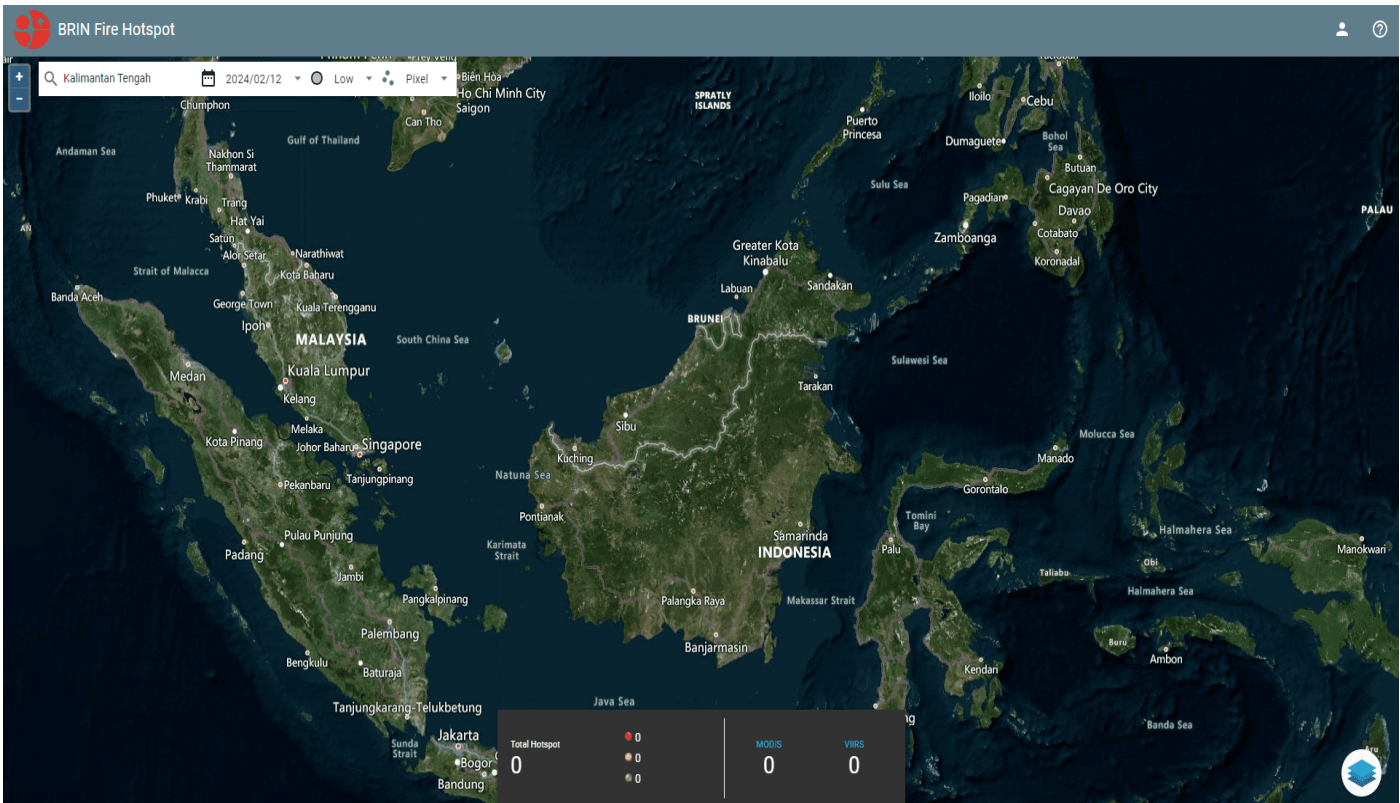 BRIN Fire Hotspot
Kalimantan Tengah
2024/02/12
Low
Pixel
Biên Hòa
Ho Chi Minh City
Saigon
Can Tho
Chumphon
Gulf of Thailand
Andaman Sea
Nakhon Si
Thammarat
Phuket
Krabi
Trang
Hat Yai
Satun
Alor Setar
Narathiwat
Kota Baharu
Strait of Malacca
Banda Aceh
George Town
Kuala Terengganu
Ipoh
MALAYSIA
South China Sea
Medan
Kuala Lumpur
Kelang
Melaka
Kota Pinang
Johor Baharu
Singapore
Tanjungpinang
Pekanbaru
Padang
Pulau Punjung
Jambi
Pangkalpinang
Palembang
Bengkulu
Baturaja
Tanjungkarang-Telukbetung
Sunda
Strait
Jakarta
Bogor
Bandung
SPRATLY
ISLANDS
Puerto
Princesa
Iloilo
Cebu
Dumaguete
Bohol
Sea
Butuan
Cagayan De Oro City
Sulu Sea
Pagadian
Davao
Zamboanga
Cotabato
Koronadal
PALAU
Greater Kota
Kinabalu
Labuan
Sandakan
BRUNEI
Sulawesi Sea
Tarakan
Sibu
Kuching
Natuna Sea
Pontianak
Karimata
Strait
Samarinda
INDONESIA
Palangka Raya
Makassar Strait
Banjarmasin
Java Sea
Molucca Sea
Manado
Gorontalo
Tomini
Bay
Palu
Halmahera Sea
Manokwari
Obi
Taliabu
Halmahera Sea
Buru
Ambon
Kendari
Banda Sea
Aru
Total Hotspot
0
0
0
0
MODIS
0
VIIRS
0